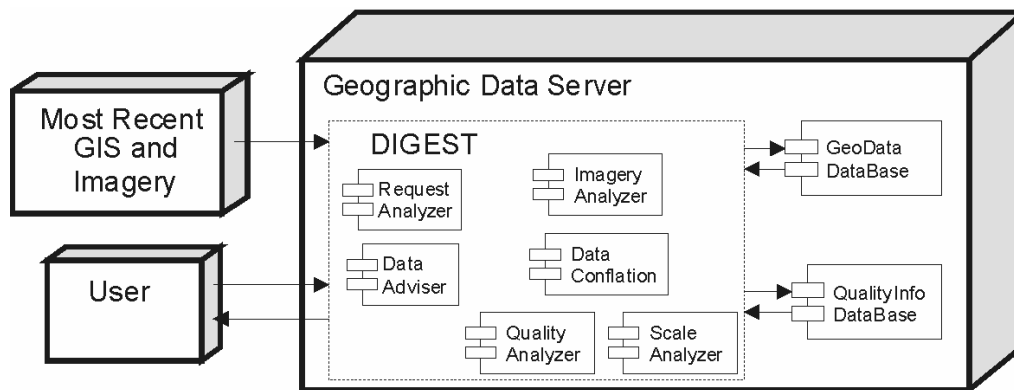 Geographic Data Server
Most Recent
GIS and
Imagery
DIGEST
GeoData
DataBase
Request
Analyzer
Imagery
Analyzer
User
Data
Adviser
Data
Conflation
QualityInfo
DataBase
Quality
Analyzer
Scale
Analyzer